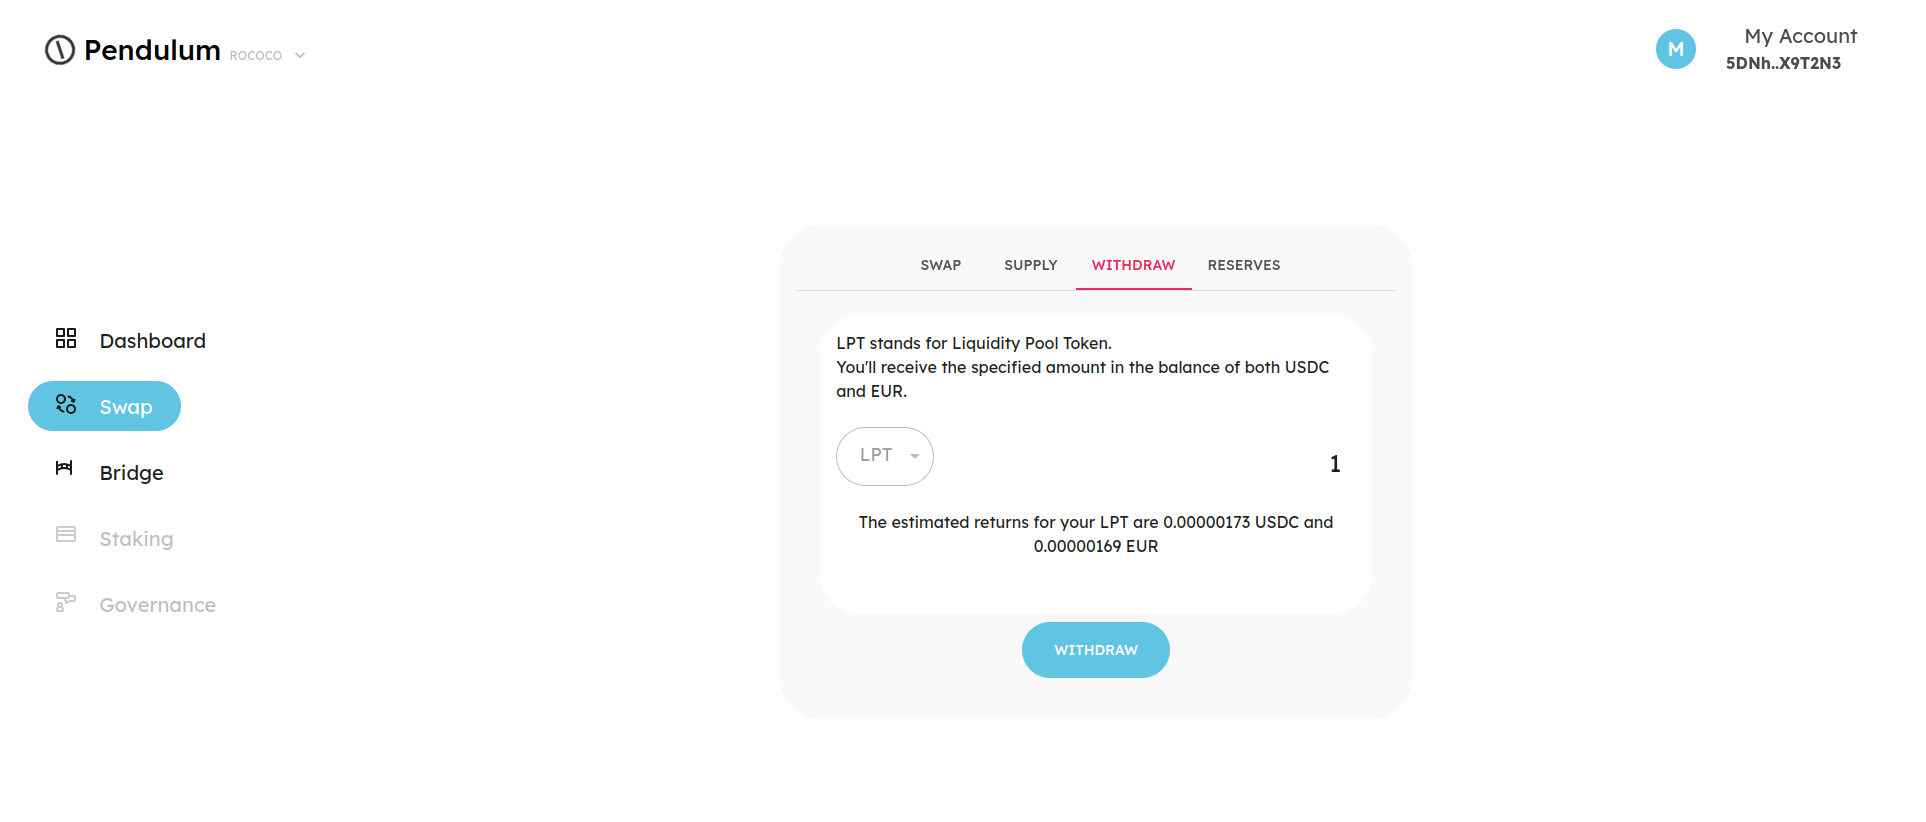 Pendulum ROCOCO
M
My Account
5DNh..X9T2N3
Dashboard
Swap
Bridge
Staking
Governance
SWAP SUPPLY WITHDRAW RESERVES
LPT stands for Liquidity Pool Token.
You'll receive the specified amount in the balance of both USDC
and EUR.
LPT
1
The estimated returns for your LPT are 0.00000173 USDC and
0.00000169 EUR
WITHDRAW